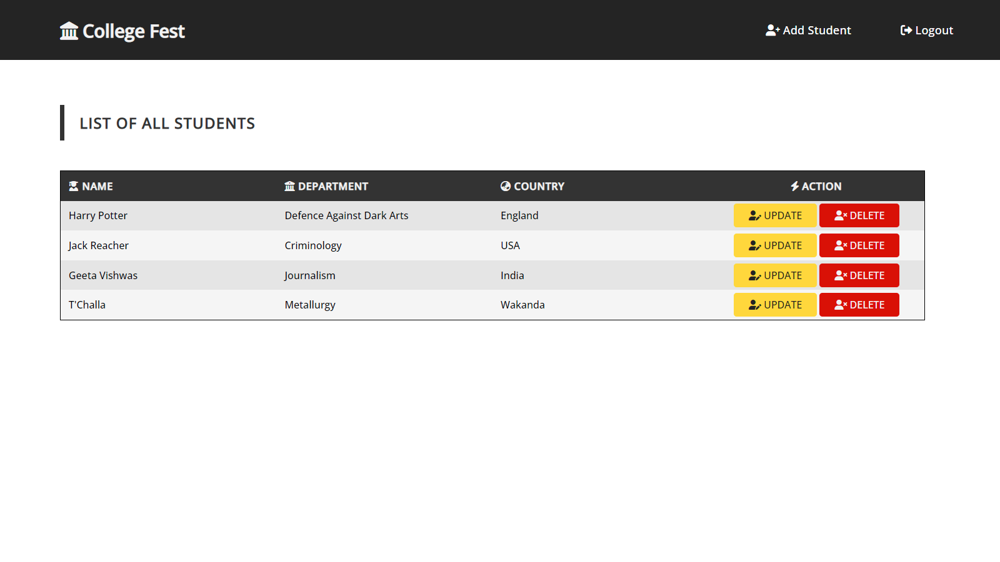 College Fest Add Student Logout
LIST OF ALL STUDENTS
NAME DEPARTMENT COUNTRY ACTION
Harry Potter Defence Against Dark Arts England UPDATE DELETE
Jack Reacher Criminology USA UPDATE DELETE
Geeta Vishwas Journalism India UPDATE DELETE
T'Challa Metallurgy Wakanda UPDATE DELETE